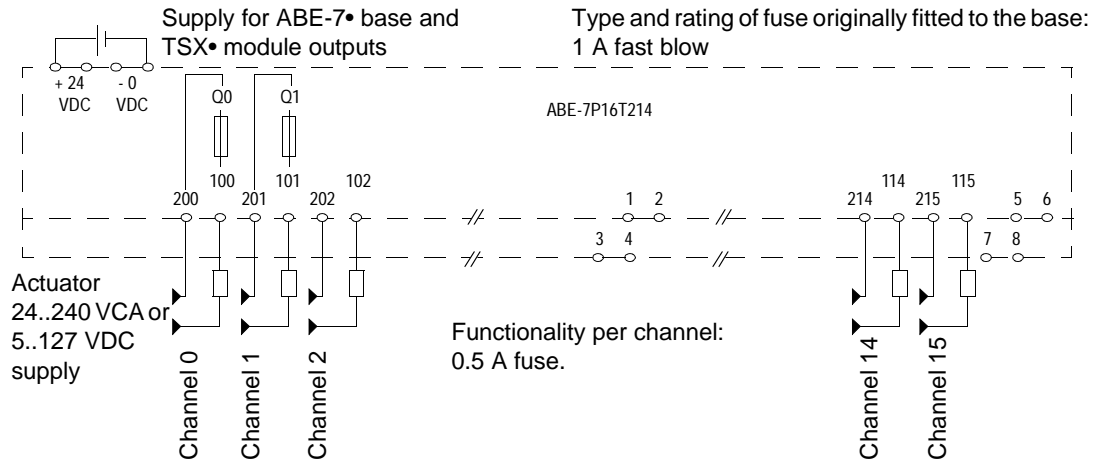 Supply for ABE-7• base and
TSX• module outputs
Type and rating of fuse originally fitted to the base:
1 A fast blow
+ 24
VDC
- 0
VDC
Q0
Q1
ABE-7P16T214
200
100
201
101
202
102
1
2
214
114
215
115
5
6
3
4
7
8
Actuator
24..240 VCA or
5..127 VDC
supply
Functionality per channel:
0.5 A fuse.
Channel 0
Channel 1
Channel 2
Channel 14
Channel 15